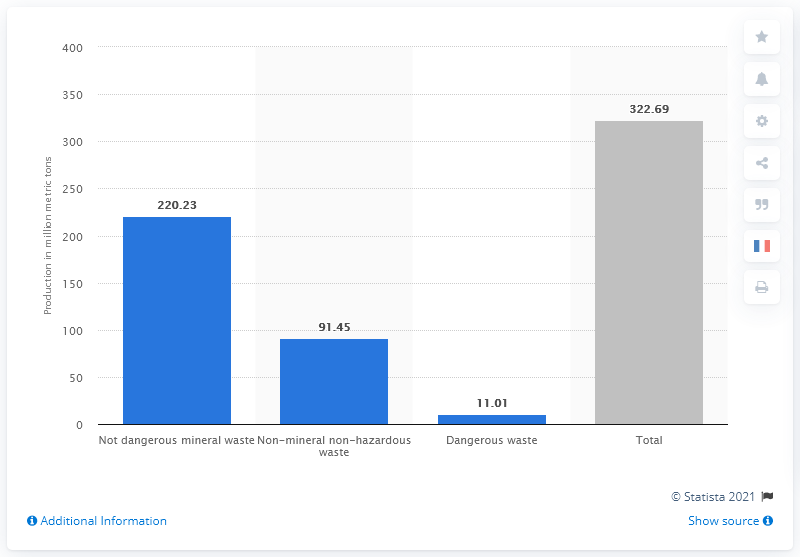 Production in million metric tons
400
350
300
250
200
150
100
50
0
220.23
91.45
11.01
322.69
Not dangerous mineral waste
Non-mineral non-hazardous
waste
Dangerous waste
Total
© Statista 2021
Additional Information
Show source